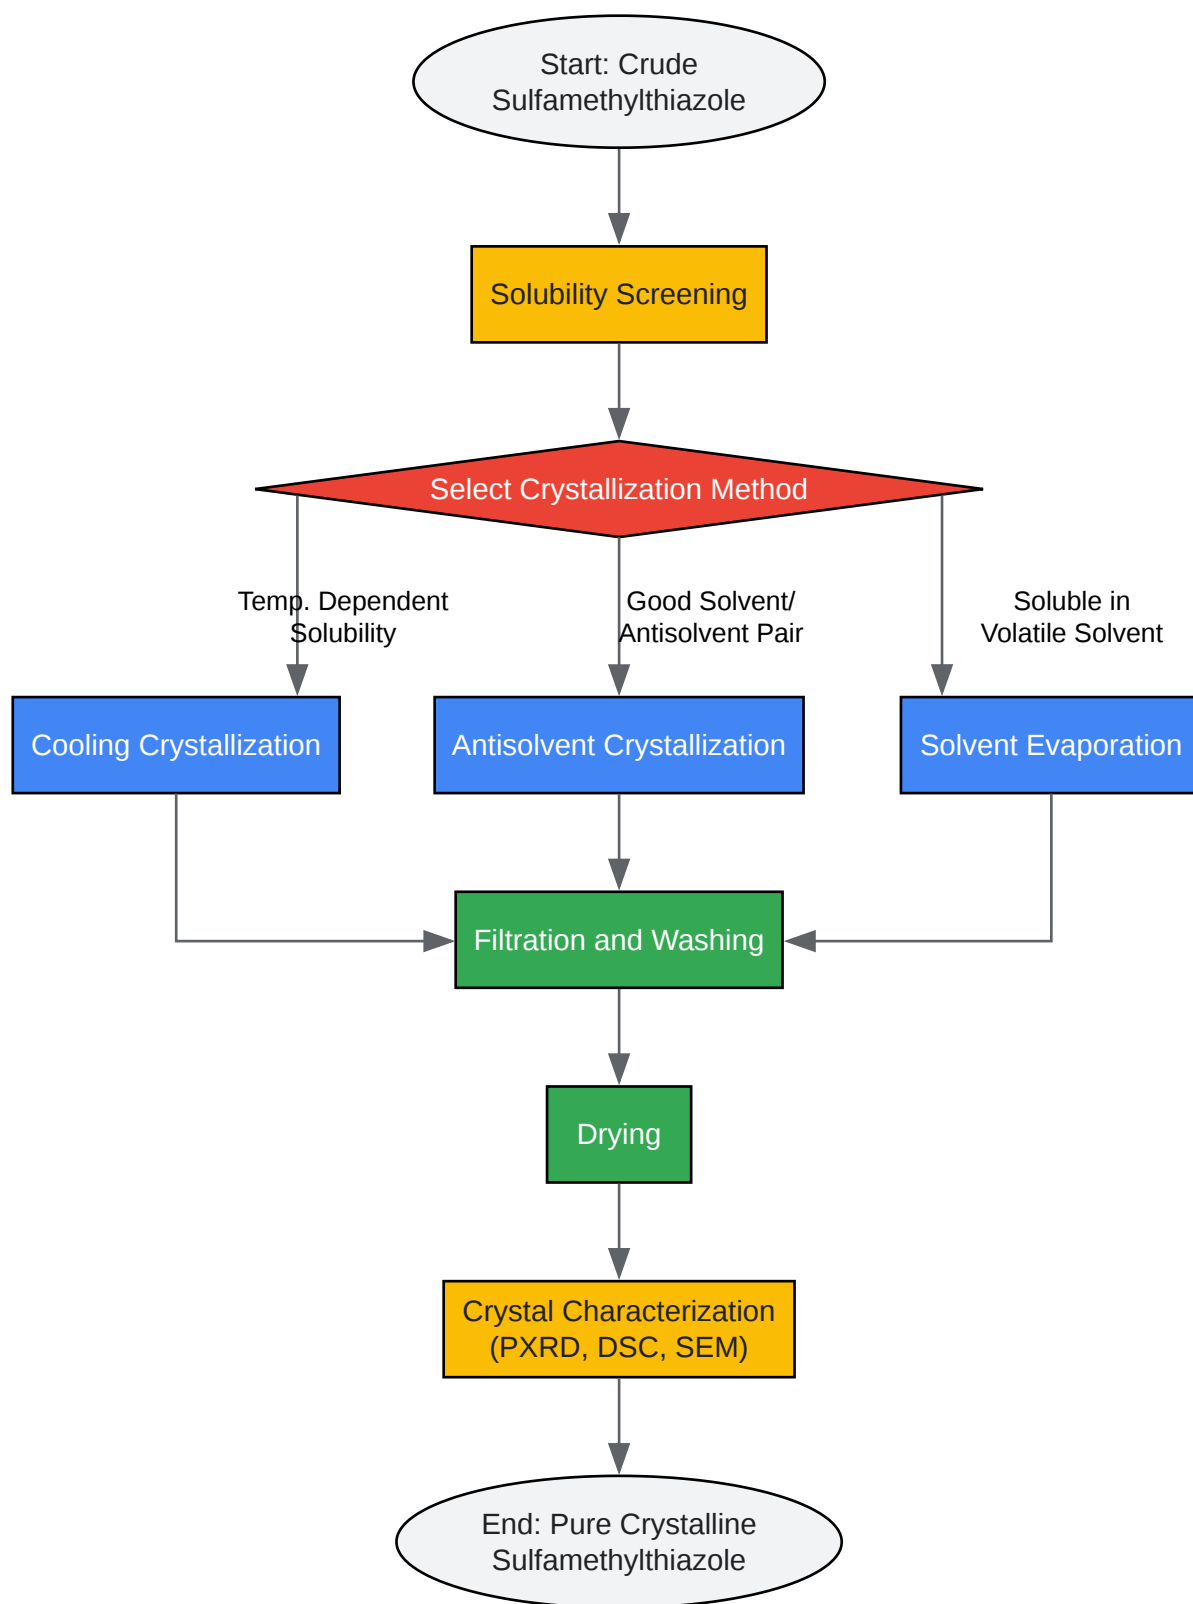 Start: Crude
Sulfamethylthiazole
Solubility Screening
Select Crystallization Method
Temp. Dependent
Solubility
Good Solvent/
Antisolvent Pair
Soluble in
Volatile Solvent
Cooling Crystallization
Antisolvent Crystallization
Solvent Evaporation
Filtration and Washing
Drying
Crystal Characterization
(PXRD, DSC, SEM)
End: Pure Crystalline
Sulfamethylthiazole